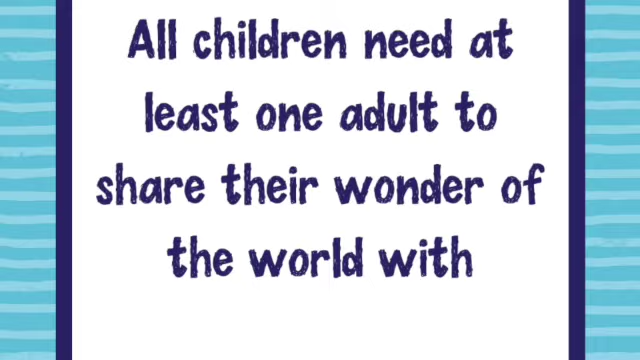 All children need at
least one adult to
share their wonder of
the world with